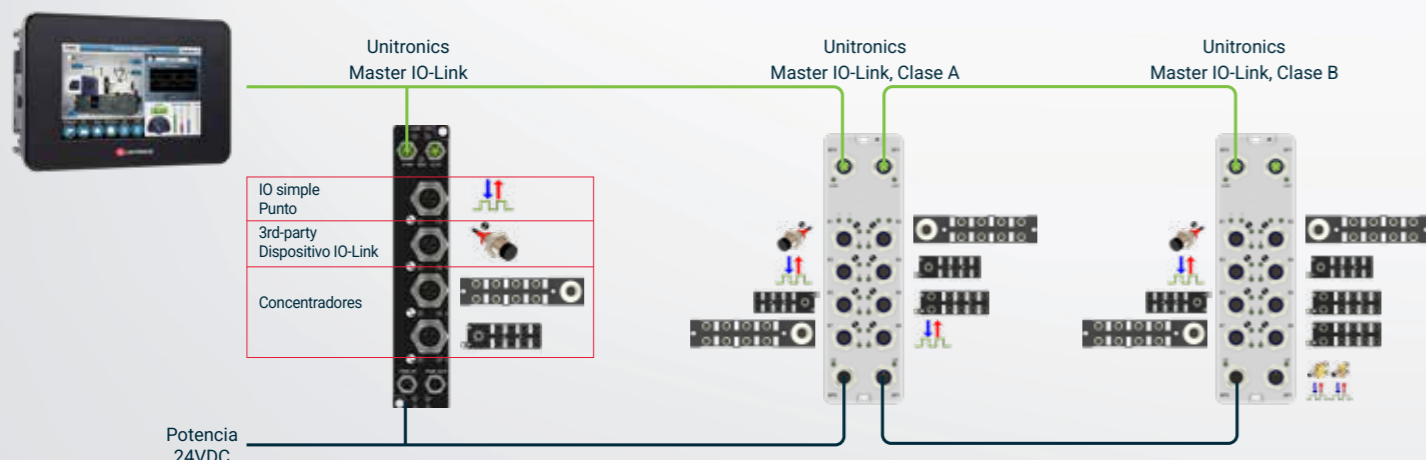 Unitronics
Master IO-Link
Unitronics
Master IO-Link, Clase A
Unitronics
Master IO-Link, Clase B
IO simple
Punto
3rd-party
Dispositivo IO-Link
Concentradores
Potencia
24VDC